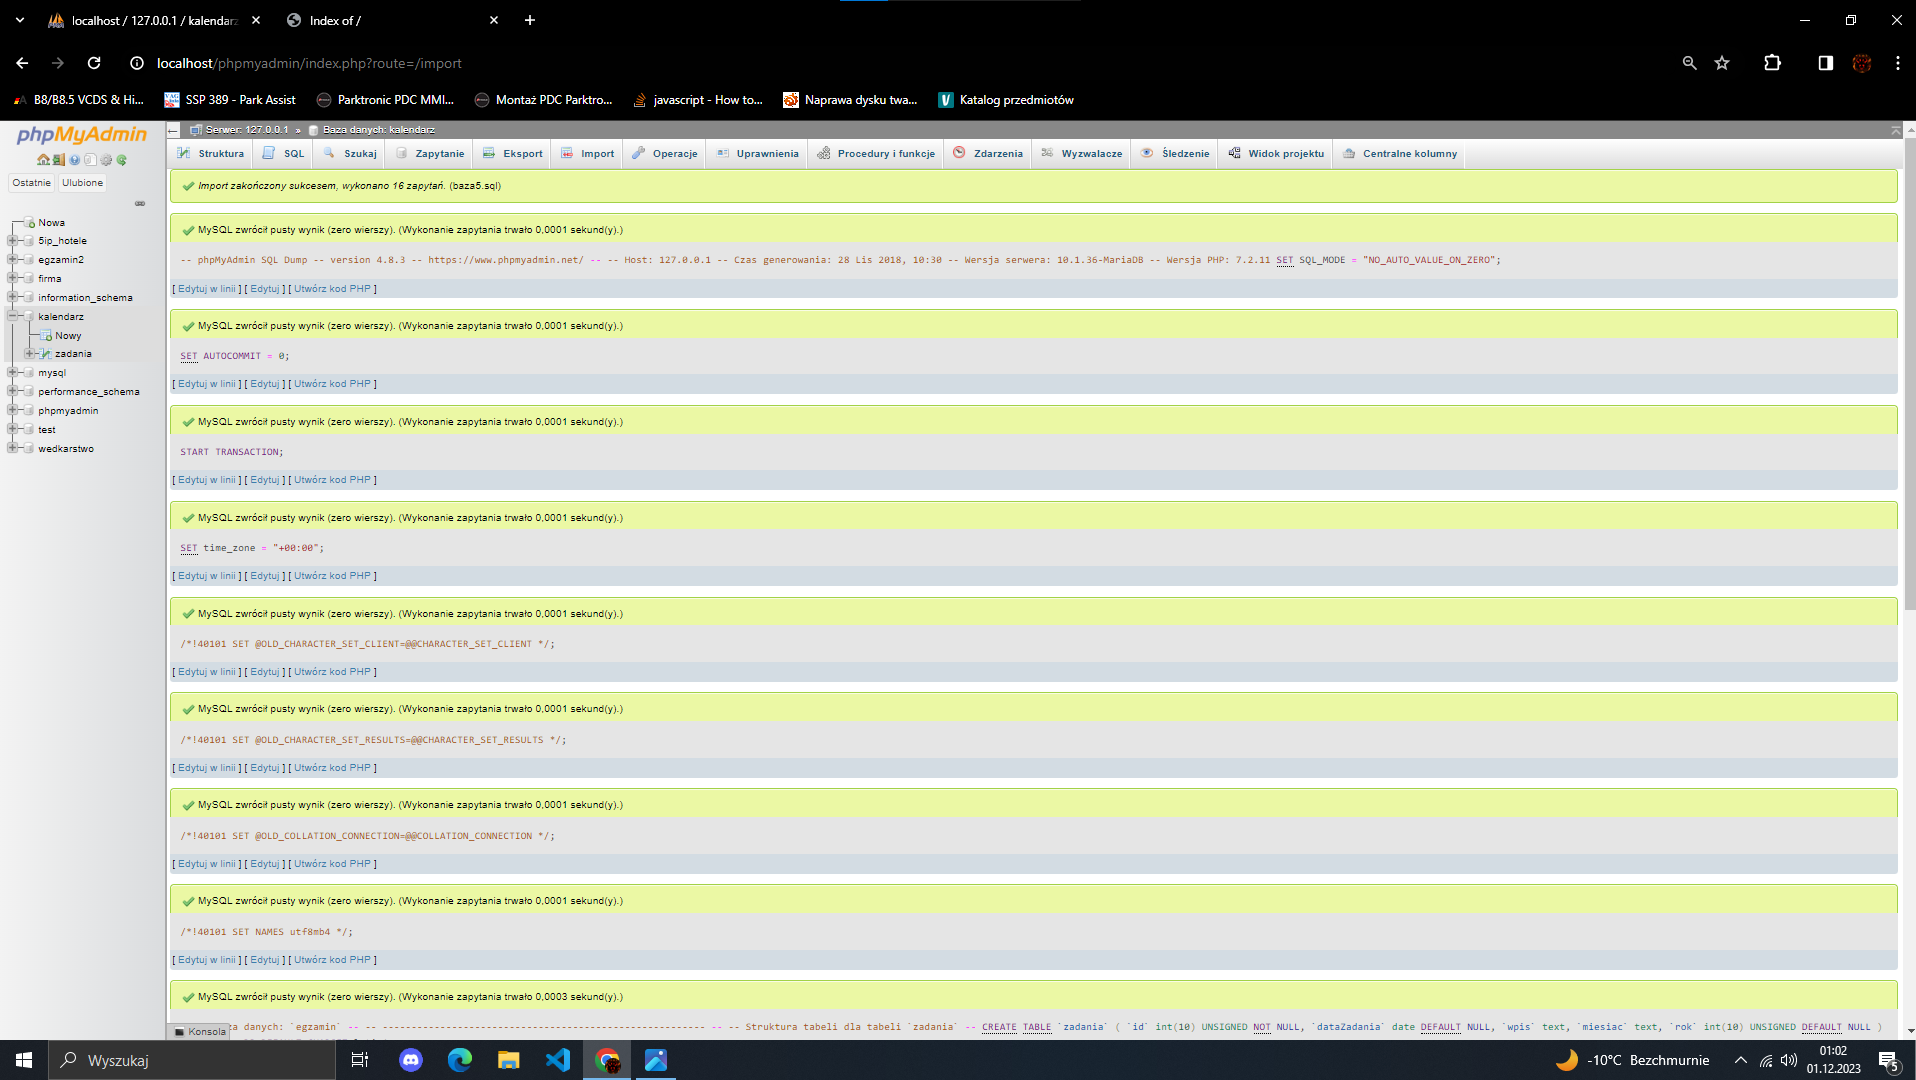 localhost / 127.0.0.1 / kalendarz
Index of /
localhost/phpmyadmin/index.php?route=/import
B8/B8.5 VCDS & Hi...
SSP 389 - Park Assist
Parktronic PDC MMI...
Montaż PDC Parktro...
javascript - How to...
Naprawa dysku twa...
Katalog przedmiotów
phpMyAdmin
Ostatnie
Ulubione
Nowa
5ip_hotele
egzamin2
firma
information_schema
kalendarz
Nowy
zadania
mysql
performance_schema
phpmyadmin
test
wedkarstwo
Serwer: 127.0.0.1 » Baza danych: kalendarz
Struktura
SQL
Szukaj
Zapytanie
Eksport
Import
Operacje
Uprawnienia
Procedury i funkcje
Zdarzenia
Wyzwalacze
Śledzenie
Widok projektu
Centralne kolumny
Import zakończony sukcesem, wykonano 16 zapytań. (baza5.sql)
MySQL zwrócił pusty wynik (zero wierszy). (Wykonanie zapytania trwało 0,0001 sekund(y).)
-- phpMyAdmin SQL Dump -- version 4.8.3 -- https://www.phpmyadmin.net/ -- -- Host: 127.0.0.1 -- Czas generowania: 28 Lis 2018, 10:30 -- Wersja serwera: 10.1.36-MariaDB -- Wersja PHP: 7.2.11 SET SQL_MODE = "NO_AUTO_VALUE_ON_ZERO";
[ Edytuj w linii ] [ Edytuj ] [ Utwórz kod PHP ]
MySQL zwrócił pusty wynik (zero wierszy). (Wykonanie zapytania trwało 0,0001 sekund(y).)
SET AUTOCOMMIT = 0;
[ Edytuj w linii ] [ Edytuj ] [ Utwórz kod PHP ]
MySQL zwrócił pusty wynik (zero wierszy). (Wykonanie zapytania trwało 0,0001 sekund(y).)
START TRANSACTION;
[ Edytuj w linii ] [ Edytuj ] [ Utwórz kod PHP ]
MySQL zwrócił pusty wynik (zero wierszy). (Wykonanie zapytania trwało 0,0001 sekund(y).)
SET time_zone = "+00:00";
[ Edytuj w linii ] [ Edytuj ] [ Utwórz kod PHP ]
MySQL zwrócił pusty wynik (zero wierszy). (Wykonanie zapytania trwało 0,0001 sekund(y).)
/*!40101 SET @OLD_CHARACTER_SET_CLIENT=@@CHARACTER_SET_CLIENT */;
[ Edytuj w linii ] [ Edytuj ] [ Utwórz kod PHP ]
MySQL zwrócił pusty wynik (zero wierszy). (Wykonanie zapytania trwało 0,0001 sekund(y).)
/*!40101 SET @OLD_CHARACTER_SET_RESULTS=@@CHARACTER_SET_RESULTS */;
[ Edytuj w linii ] [ Edytuj ] [ Utwórz kod PHP ]
MySQL zwrócił pusty wynik (zero wierszy). (Wykonanie zapytania trwało 0,0001 sekund(y).)
/*!40101 SET @OLD_COLLATION_CONNECTION=@@COLLATION_CONNECTION */;
[ Edytuj w linii ] [ Edytuj ] [ Utwórz kod PHP ]
MySQL zwrócił pusty wynik (zero wierszy). (Wykonanie zapytania trwało 0,0001 sekund(y).)
/*!40101 SET NAMES utf8mb4 */;
[ Edytuj w linii ] [ Edytuj ] [ Utwórz kod PHP ]
MySQL zwrócił pusty wynik (zero wierszy). (Wykonanie zapytania trwało 0,0003 sekund(y).)
Konsola
za danych: `egzamin` -- -- -------------------------------------------------------- -- -- Struktura tabeli dla tabeli `zadania` -- CREATE TABLE `zadania` ( `id` int(10) UNSIGNED NOT NULL, `dataZadania` date DEFAULT NULL, `wpis` text, `miesiac` text, `rok` int(10) UNSIGNED DEFAULT NULL )
Wyszukaj
-10°C Bezchmurnie
01:02
01.12.2023
5